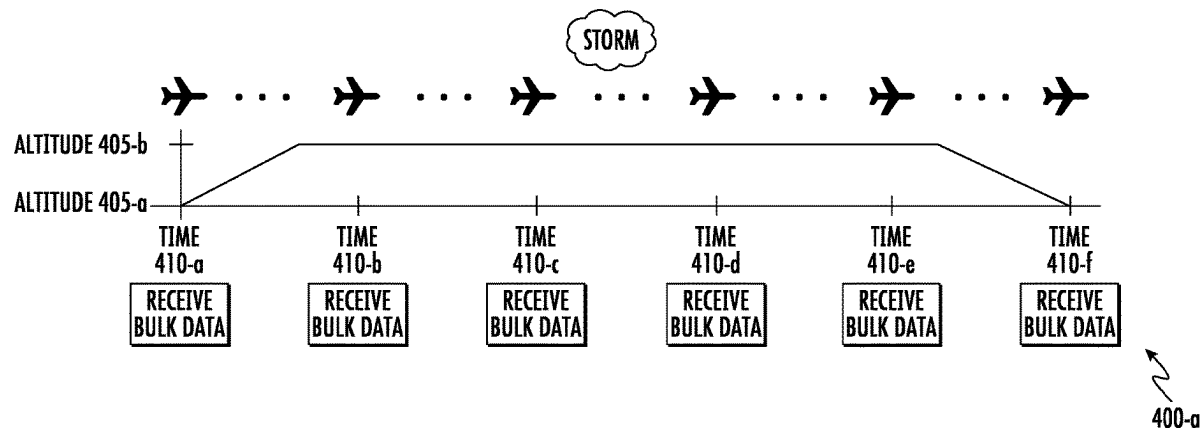 STORM
ALTITUDE 405-b
ALTITUDE 405-a
TIME
410-a
TIME
410-b
TIME
410-c
TIME
410-d
TIME
410-e
TIME
410-f
RECEIVE
BULK DATA
RECEIVE
BULK DATA
RECEIVE
BULK DATA
RECEIVE
BULK DATA
RECEIVE
BULK DATA
RECEIVE
BULK DATA
400-a